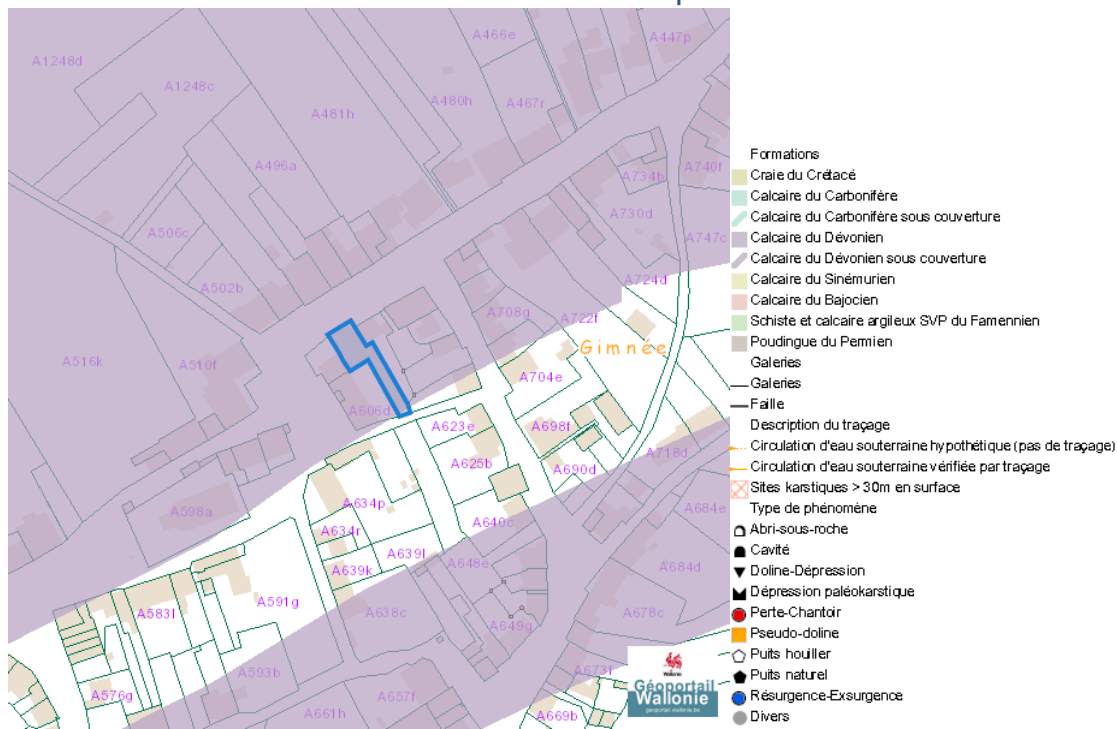 A466e
A447p
A1248d
A1248c
A480h
A467r
A481h
A496a
A740f
A734b
A730d
A506c
A747c
A502b
A724d
A708g
A722f
Gimnée
A516k
A510f
A704e
A606d
A623e
A698f
A625b
A690d
A718d
A634p
A598a
A684e
A640c
A634r
A639l
A648e
A639k
A684d
A583l
A591g
A638c
A678c
A649g
A593b
A673f
A576g
A657f
A661h
A669b
Wallonie
Géoportail
Wallonie
geoportail.wallonie.be
Formations
Craie du Crétacé
Calcaire du Carbonifère
Calcaire du Carbonifère sous couverture
Calcaire du Dévonien
Calcaire du Dévonien sous couverture
Calcaire du Sinémurien
Calcaire du Bajocien
Schiste et calcaire argileux SVP du Famennien
Poudingue du Permien
Galeries
Galeries
Faille
Description du traçage
Circulation d'eau souterraine hypothétique (pas de traçage)
Circulation d'eau souterraine vérifiée par traçage
Sites karstiques > 30m en surface
Type de phénomène
Abri-sous-roche
Cavité
Doline-Dépression
Dépression paléokarstique
Perte-Chantoir
Pseudo-doline
Puits houiller
Puits naturel
Résurgence-Exsurgence
Divers